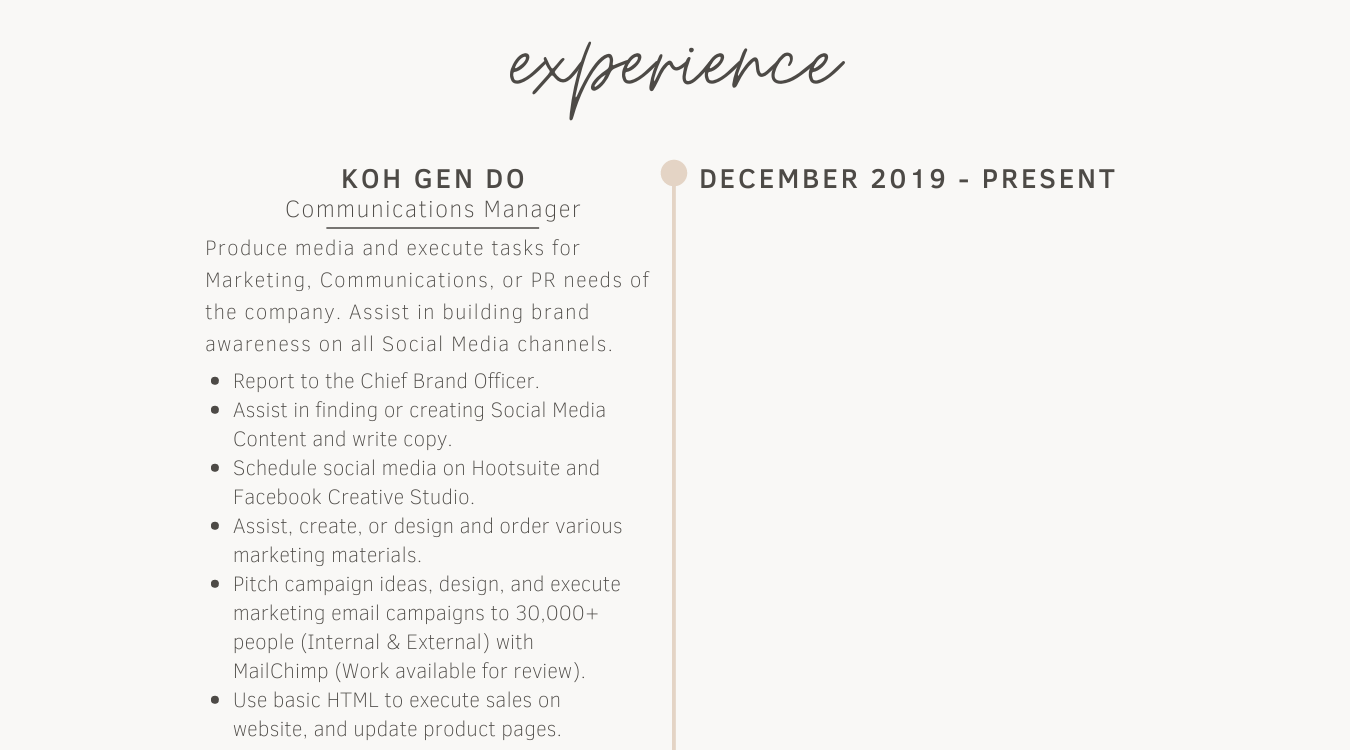 experience
KOH GEN DO
DECEMBER 2019 - PRESENT
Communications Manager
Produce media and execute tasks for
Marketing, Communications, or PR needs of
the company. Assist in building brand
awareness on all Social Media channels.
Report to the Chief Brand Officer.
Assist in finding or creating Social Media
Content and write copy.
Schedule social media on Hootsuite and
Facebook Creative Studio.
Assist, create, or design and order various
marketing materials.
Pitch campaign ideas, design, and execute
marketing email campaigns to 30,000+
people (Internal & External) with
MailChimp (Work available for review).
Use basic HTML to execute sales on
website, and update product pages.